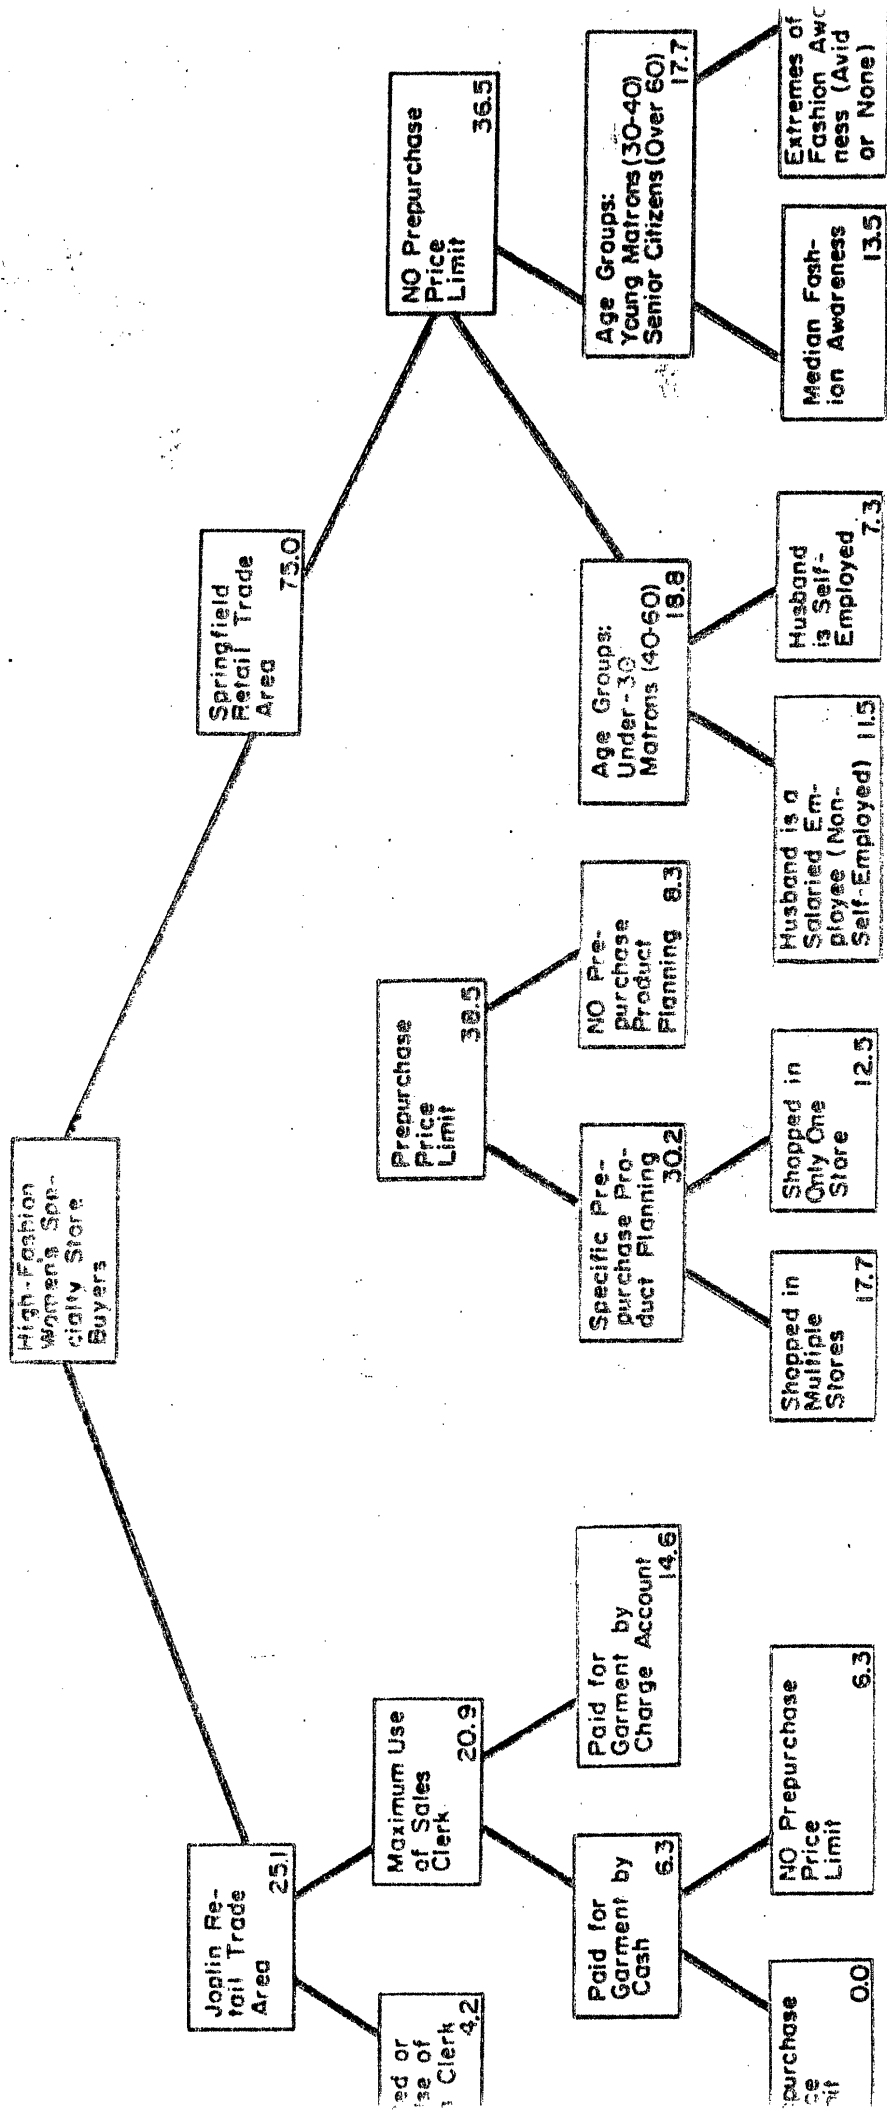 High-Fashion
Women's Spe-
cialty Store
Buyers
Joplin Re-
tail Trade
Area
25.1
Springfield
Retail Trade
Area
75.0
ed or
se of
Clerk
4.2
Maximum Use
of Sales
Clerk
20.9
Prepurchase
Price
Limit
38.5
NO Prepurchase
Price
Limit
36.5
Paid for
Garment by
Cash
6.3
Paid for
Garment by
Charge Account
14.6
Specific Pre-
purchase Pro-
duct Planning
30.2
NO Pre-
purchase
Product
Planning 8.3
Age Groups:
Under-30
Matrons (40-60)
18.8
Age Groups:
Young Matrons (30-40)
Senior Citizens (Over 60)
17.7
purchase
ce
it
0.0
NO Prepurchase
Price
Limit
6.3
Shopped in
Multiple
Stores
17.7
Shopped in
Only One
Store
12.5
Husband is a
Salaried Em-
ployee (Non-
Self-Employed) 11.5
Husband
is Self-
Employed
7.3
Median Fash-
ion Awareness
13.5
Extremes of
Fashion Awa
ness (Avid
or None)